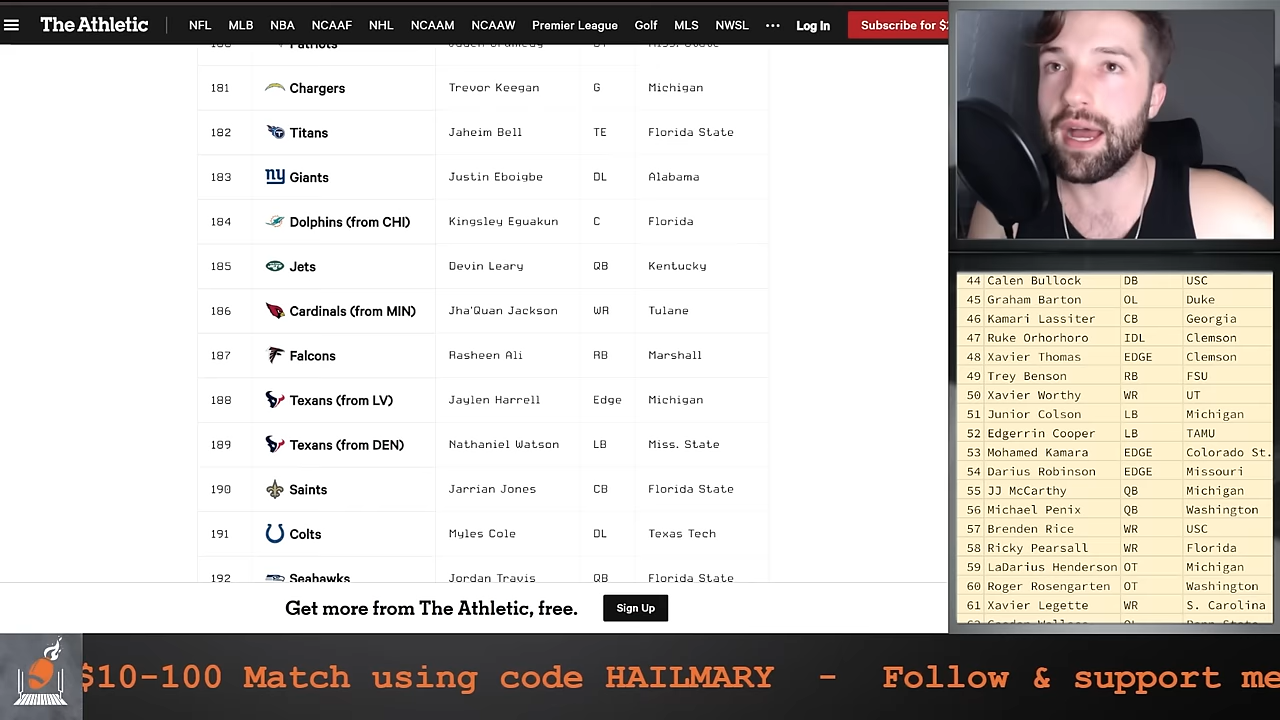 The Athletic NFL MLB NBA NCAAF NHL NCAAM NCAAW Premier League Golf MLS NWSL ••• Log In Subscribe for
181 Chargers Trevor Keegan G Michigan
182 Titans Jaheim Bell TE Florida State
183 Giants Justin Eboigbe DL Alabama
184 Dolphins (from CHI) Kingsley Eguakun C Florida
185 Jets Devin Leary QB Kentucky
186 Cardinals (from MIN) Jha'Quan Jackson WR Tulane
187 Falcons Rasheen Ali RB Marshall
188 Texans (from LV) Jaylen Harrell Edge Michigan
189 Texans (from DEN) Nathaniel Watson LB Miss. State
190 Saints Jarrian Jones CB Florida State
191 Colts Myles Cole DL Texas Tech
192 Seahawks Jordan Travis QB Florida State
Get more from The Athletic, free. Sign Up
44 Calen Bullock DB USC
45 Graham Barton OL Duke
46 Kamari Lassiter CB Georgia
47 Ruke Orhorhoro IDL Clemson
48 Xavier Thomas EDGE Clemson
49 Trey Benson RB FSU
50 Xavier Worthy WR UT
51 Junior Colson LB Michigan
52 Edgerrin Cooper LB TAMU
53 Mohamed Kamara EDGE Colorado St.
54 Darius Robinson EDGE Missouri
55 JJ McCarthy QB Michigan
56 Michael Penix QB Washington
57 Brenden Rice WR USC
58 Ricky Pearsall WR Florida
59 LaDarius Henderson OT Michigan
60 Roger Rosengarten OT Washington
61 Xavier Legette WR S. Carolina
$10-100 Match using code HAILMARY - Follow & support me